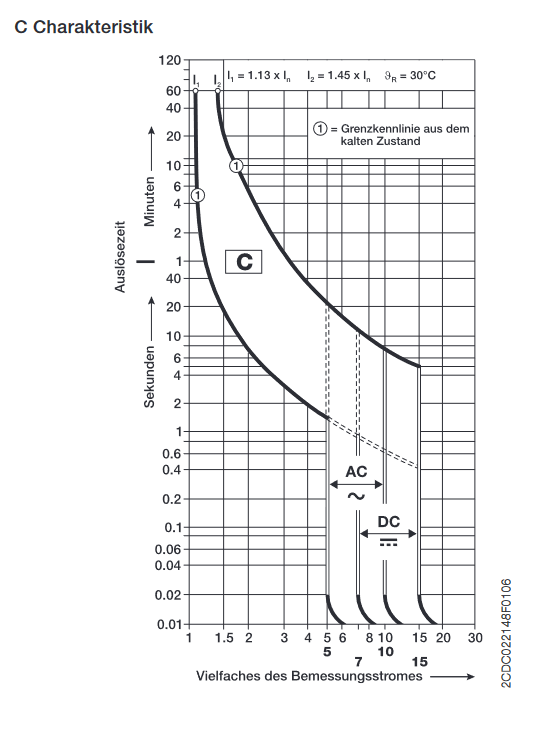 C Charakteristik
120
I₁ I₂ I₁ = 1.13 x Iₙ I₂ = 1.45 x Iₙ ϑR = 30°C
60
40
① = Grenzkennlinie aus dem
kalten Zustand
20
10
6
4
2
1
40
20
10
6
4
2
1
0.6
0.4
0.2
0.1
0.06
0.04
0.02
0.01
Auslösezeit
Minuten
Sekunden
①
①
C
AC
~
DC
1 1.5 2 3 4 5 6 8 10 15 20 30
5 7 10 15
Vielfaches des Bemessungsstromes
2CDC022148F0106